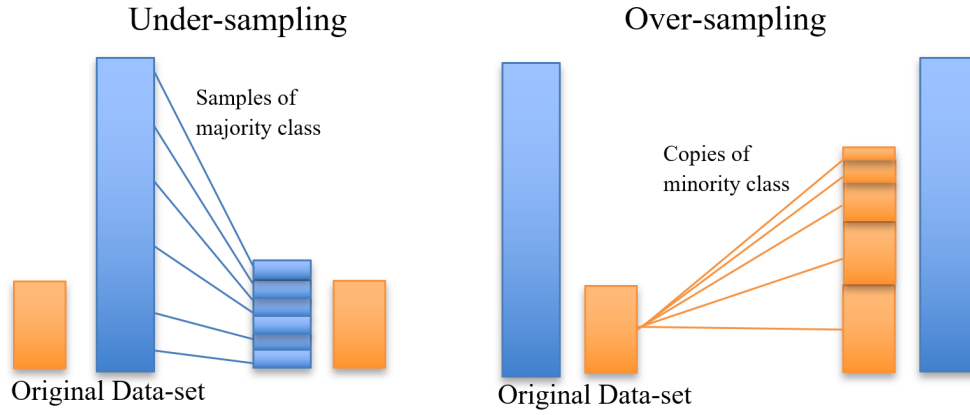 Under-sampling
Samples of
majority class
Original Data-set
Over-sampling
Copies of
minority class
Original Data-set